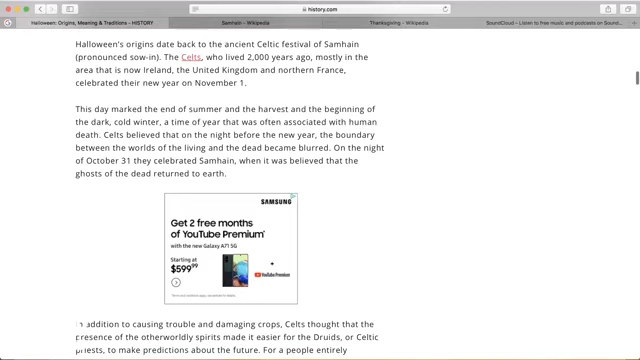 history.com
Halloween: Origins, Meaning & Traditions - HISTORY
Samhain - Wikipedia
Thanksgiving - Wikipedia
SoundCloud – Listen to free music and podcasts on Soun...
Halloween's origins date back to the ancient Celtic festival of Samhain
(pronounced sow-in). The Celts, who lived 2,000 years ago, mostly in the
area that is now Ireland, the United Kingdom and northern France,
celebrated their new year on November 1.
This day marked the end of summer and the harvest and the beginning of
the dark, cold winter, a time of year that was often associated with human
death. Celts believed that on the night before the new year, the boundary
between the worlds of the living and the dead became blurred. On the night
of October 31 they celebrated Samhain, when it was believed that the
ghosts of the dead returned to earth.
SAMSUNG
Get 2 free months
of YouTube Premium*
with the new Galaxy A71 5G
Starting at
$599.99
+
YouTube Premium
In addition to causing trouble and damaging crops, Celts thought that the
presence of the otherworldly spirits made it easier for the Druids, or Celtic
priests, to make predictions about the future. For a people entirely